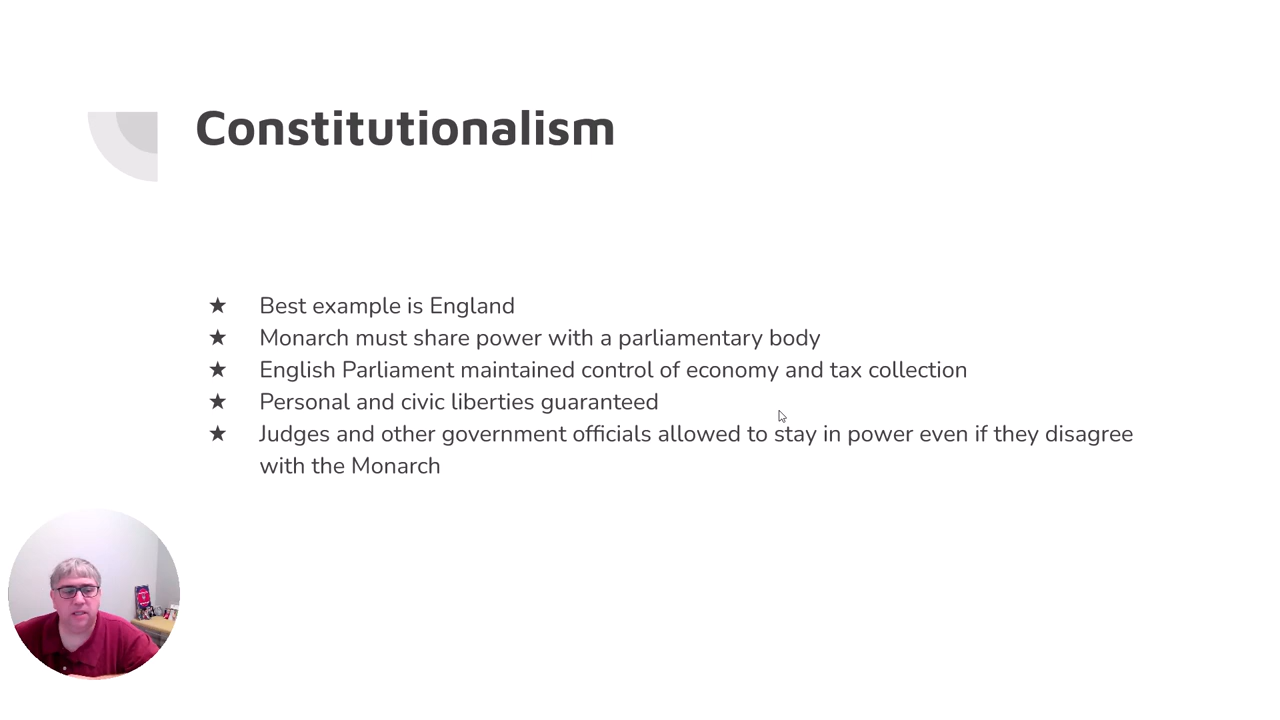 Constitutionalism
★ Best example is England
★ Monarch must share power with a parliamentary body
★ English Parliament maintained control of economy and tax collection
★ Personal and civic liberties guaranteed
★ Judges and other government officials allowed to stay in power even if they disagree
with the Monarch